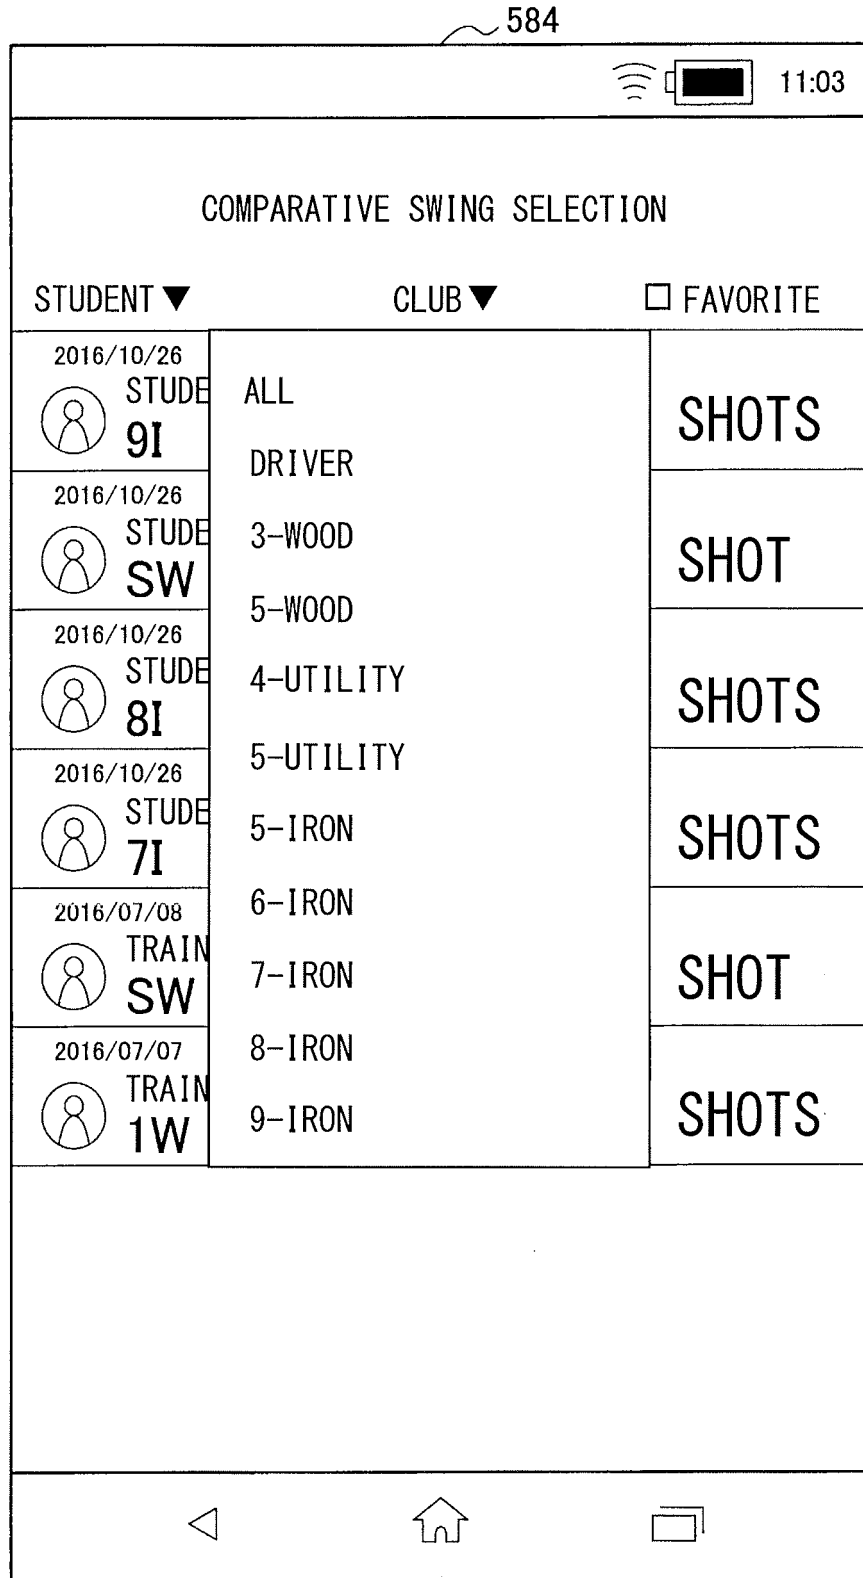 584
11:03
COMPARATIVE SWING SELECTION
STUDENT▼ CLUB▼ □ FAVORITE
2016/10/26
STUDE
9I
SHOTS
2016/10/26
STUDE
SW
SHOT
2016/10/26
STUDE
8I
SHOTS
2016/10/26
STUDE
7I
SHOTS
2016/07/08
TRAIN
SW
SHOT
2016/07/07
TRAIN
1W
SHOTS
ALL
DRIVER
3-WOOD
5-WOOD
4-UTILITY
5-UTILITY
5-IRON
6-IRON
7-IRON
8-IRON
9-IRON